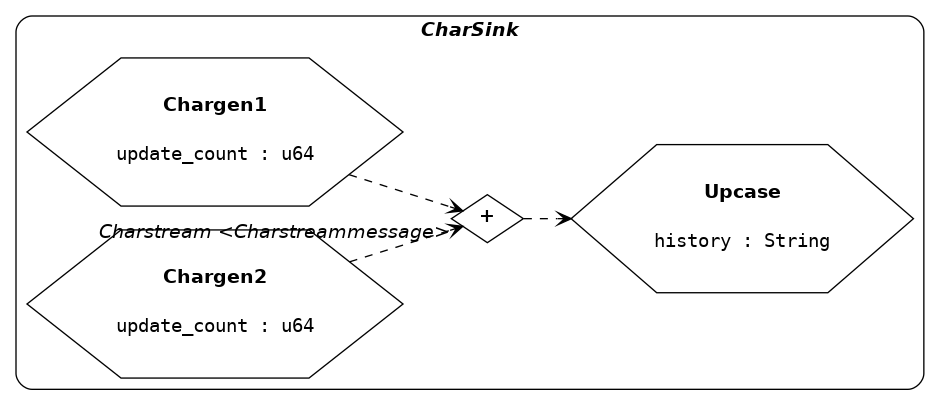 CharSink
Chargen1
update_count : u64
Charstream <Charstreammessage>
Chargen2
update_count : u64
+
Upcase
history : String